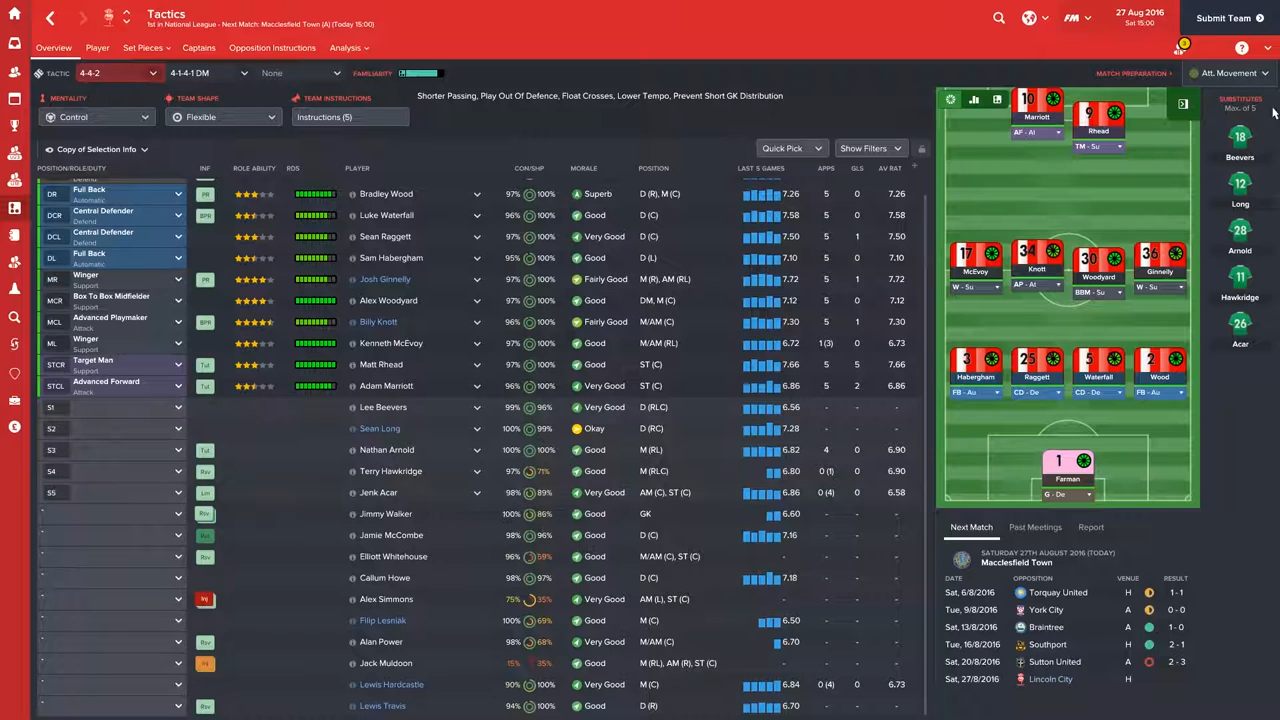 Tactics
1st in National League - Next Match: Macclesfield Town (A) (Today 15:00)
FM
27 Aug 2016
Sat 15:00
Submit Team
Overview Player Set Pieces Captains Opposition Instructions Analysis
3
?
TACTIC 4-4-2 4-1-4-1 DM None FAMILIARITY MATCH PREPARATION Att. Movement
MENTALITY TEAM SHAPE TEAM INSTRUCTIONS
Control Flexible Instructions (5)
Shorter Passing, Play Out Of Defence, Float Crosses, Lower Tempo, Prevent Short GK Distribution
Copy of Selection Info Quick Pick Show Filters
POSITION/ROLE/DUTY INF ROLE ABILITY RDS PLAYER CON/SHP MORALE POSITION LAST 5 GAMES APPS GLS AV RAT
DR Full Back Automatic PR Bradley Wood 97% 100% Superb D (R), M (C) 7.26 5 0 7.26
DCR Central Defender Defend BPR Luke Waterfall 96% 100% Good D (C) 7.58 5 0 7.58
DCL Central Defender Defend Sean Raggett 97% 100% Very Good D (C) 7.50 5 1 7.50
DL Full Back Automatic Sam Habergham 95% 100% Good D (L) 7.10 5 0 7.10
MR Winger Support PR Josh Ginnelly 97% 100% Fairly Good M (R), AM (RL) 7.72 5 1 7.72
MCR Box To Box Midfielder Support Alex Woodyard 97% 100% Good DM, M (C) 7.12 5 0 7.12
MCL Advanced Playmaker Attack BPR Billy Knott 96% 100% Fairly Good M/AM (C) 7.30 5 1 7.30
ML Winger Support Kenneth McEvoy 97% 100% Good M/AM (RL) 6.72 1 (3) 0 6.73
STCR Target Man Support Tut Matt Rhead 97% 100% Good ST (C) 7.66 5 5 7.66
STCL Advanced Forward Attack Tut Adam Marriott 96% 100% Very Good ST (C) 6.86 5 2 6.86
S1 Lee Beevers 99% 96% Very Good D (RLC) 6.56 - - -
S2 Sean Long 100% 99% Okay D (RC) 7.28 - - -
S3 Tut Nathan Arnold 100% 100% Good M (RL) 6.82 4 0 6.90
S4 Rsv Terry Hawkridge 97% 71% Good M (RLC) 6.80 0 (1) 0 6.90
S5 Lrn Jenk Acar 98% 89% Very Good AM (C), ST (C) 6.86 0 (4) 0 6.58
- Rsv Jimmy Walker 100% 86% Good GK 6.60 - - -
- Jamie McCombe 98% 96% Good D (C) 7.16 - - -
- Rsv Elliott Whitehouse 96% 59% Good M/AM (C), ST (C) - - -
- Callum Howe 98% 97% Good D (C) 7.18 - - -
- Inj Alex Simmons 75% 35% Very Good AM (L), ST (C) - - -
- Filip Lesniak 100% 69% Good M (C) 6.50 - - -
- Rsv Alan Power 98% 68% Very Good M/AM (C) 6.70 - - -
- Inj Jack Muldoon 15% 35% Good M (RL), AM (R), ST (C) - - -
- Lewis Hardcastle 90% 100% Very Good M (C) 6.84 0 (4) 0 6.73
- Rsv Lewis Travis 94% 100% Good D (R) 6.70 - - -
10 9
Marriott Rhead
AF - At TM - Su
17 34 30 36
McEvoy Knott Woodyard Ginnelly
W - Su AP - At BBM - Su W - Su
3 25 5 2
Habergham Raggett Waterfall Wood
FB - Au CD - De CD - De FB - Au
1
Farman
G - De
SUBSTITUTES
Max. of 5
18
Beevers
12
Long
28
Arnold
11
Hawkridge
26
Acar
Next Match Past Meetings Report
SATURDAY 27TH AUGUST 2016 (TODAY)
Macclesfield Town
DATE OPPOSITION VENUE RESULT
Sat, 6/8/2016 Torquay United H 1-1
Tue, 9/8/2016 York City A 0-0
Sat, 13/8/2016 Braintree A 1-0
Tue, 16/8/2016 Southport H 2-1
Sat, 20/8/2016 Sutton United A 2-3
Sat, 27/8/2016 Lincoln City H